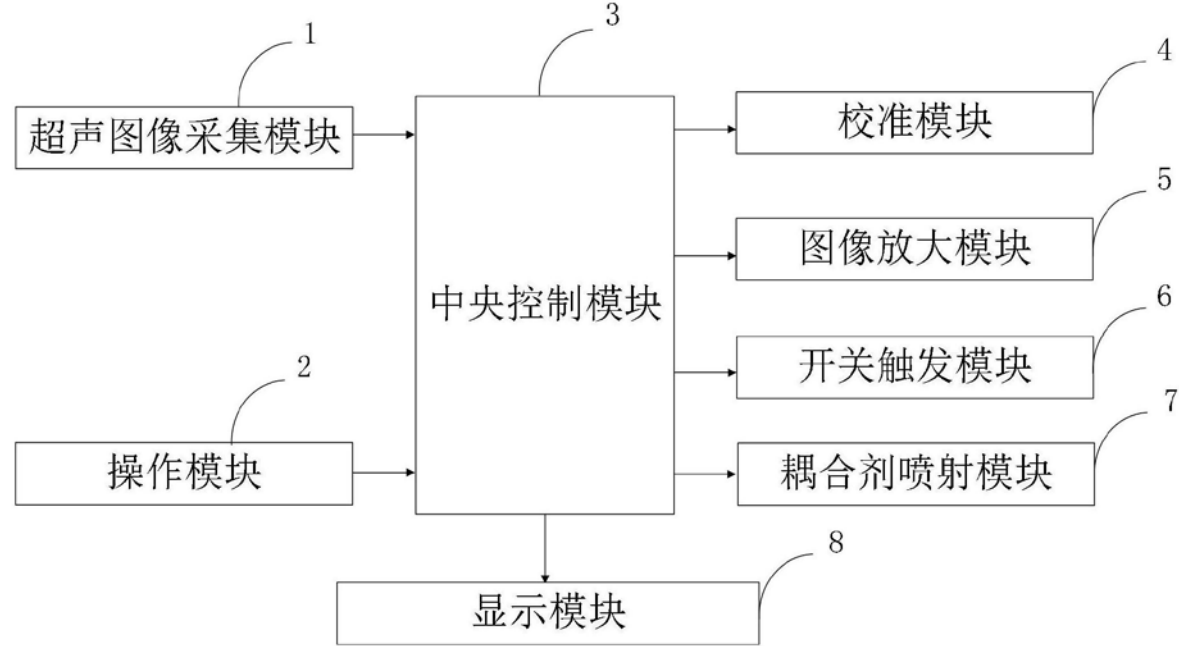 1
超声图像采集模块
2
操作模块
3
中央控制模块
4
校准模块
5
图像放大模块
6
开关触发模块
7
耦合剂喷射模块
8
显示模块